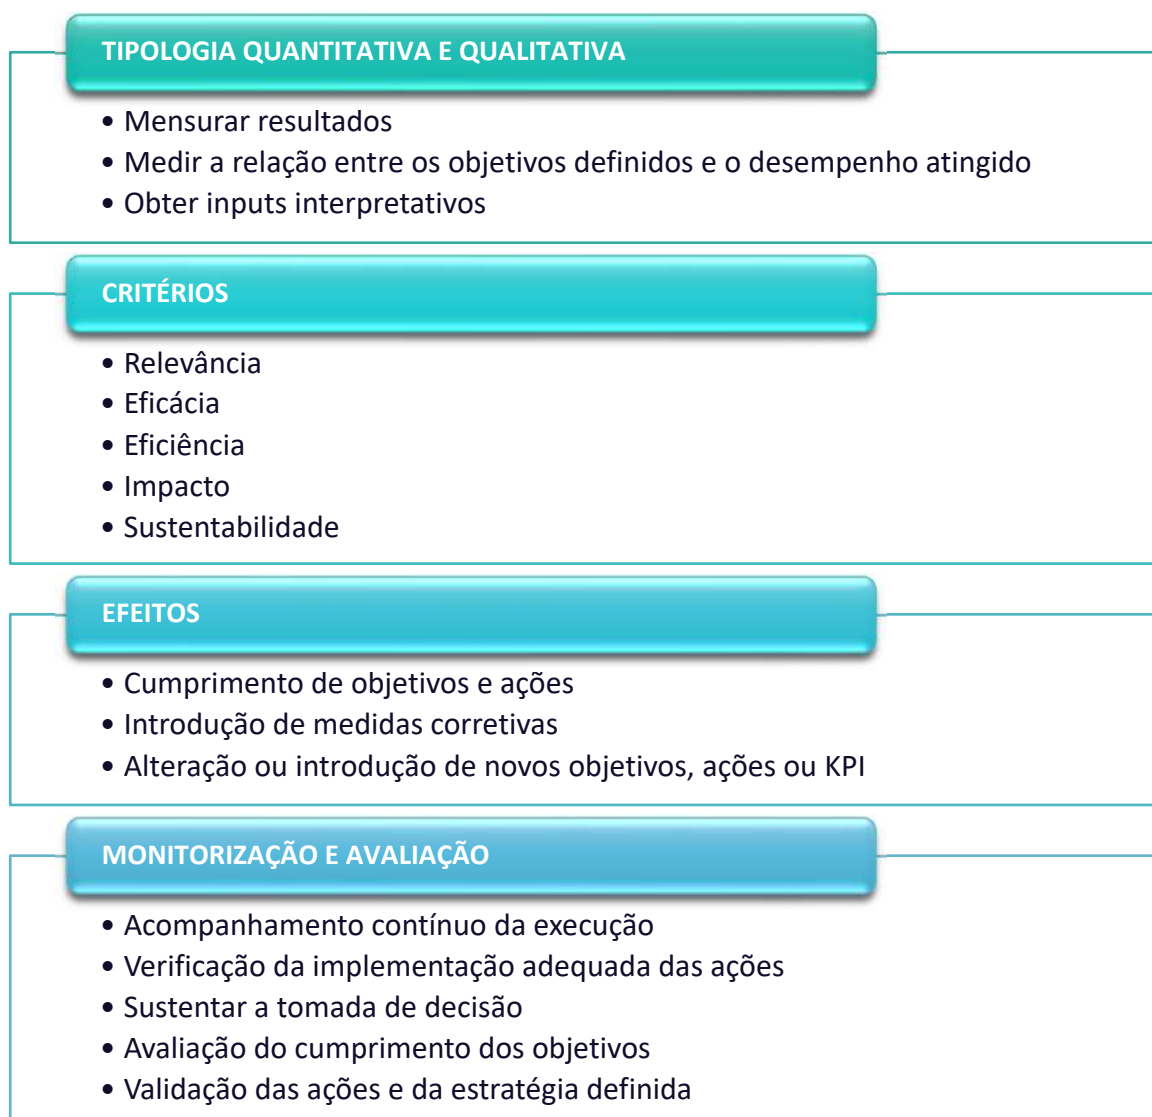 TIPOLOGIA QUANTITATIVA E QUALITATIVA
• Mensurar resultados
• Medir a relação entre os objetivos definidos e o desempenho atingido
• Obter inputs interpretativos
CRITÉRIOS
• Relevância
• Eficácia
• Eficiência
• Impacto
• Sustentabilidade
EFEITOS
• Cumprimento de objetivos e ações
• Introdução de medidas corretivas
• Alteração ou introdução de novos objetivos, ações ou KPI
MONITORIZAÇÃO E AVALIAÇÃO
• Acompanhamento contínuo da execução
• Verificação da implementação adequada das ações
• Sustentar a tomada de decisão
• Avaliação do cumprimento dos objetivos
• Validação das ações e da estratégia definida